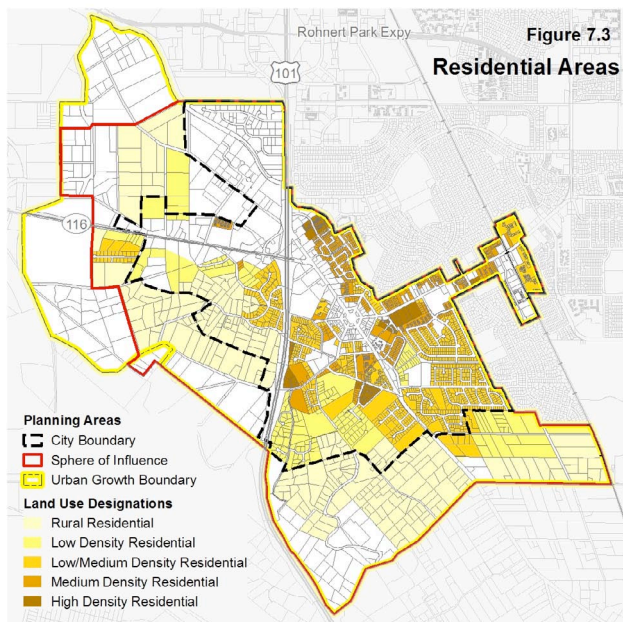 Rohnert Park Expy
Figure 7.3
Residential Areas
101
116
Planning Areas
City Boundary
Sphere of Influence
Urban Growth Boundary
Land Use Designations
Rural Residential
Low Density Residential
Low/Medium Density Residential
Medium Density Residential
High Density Residential